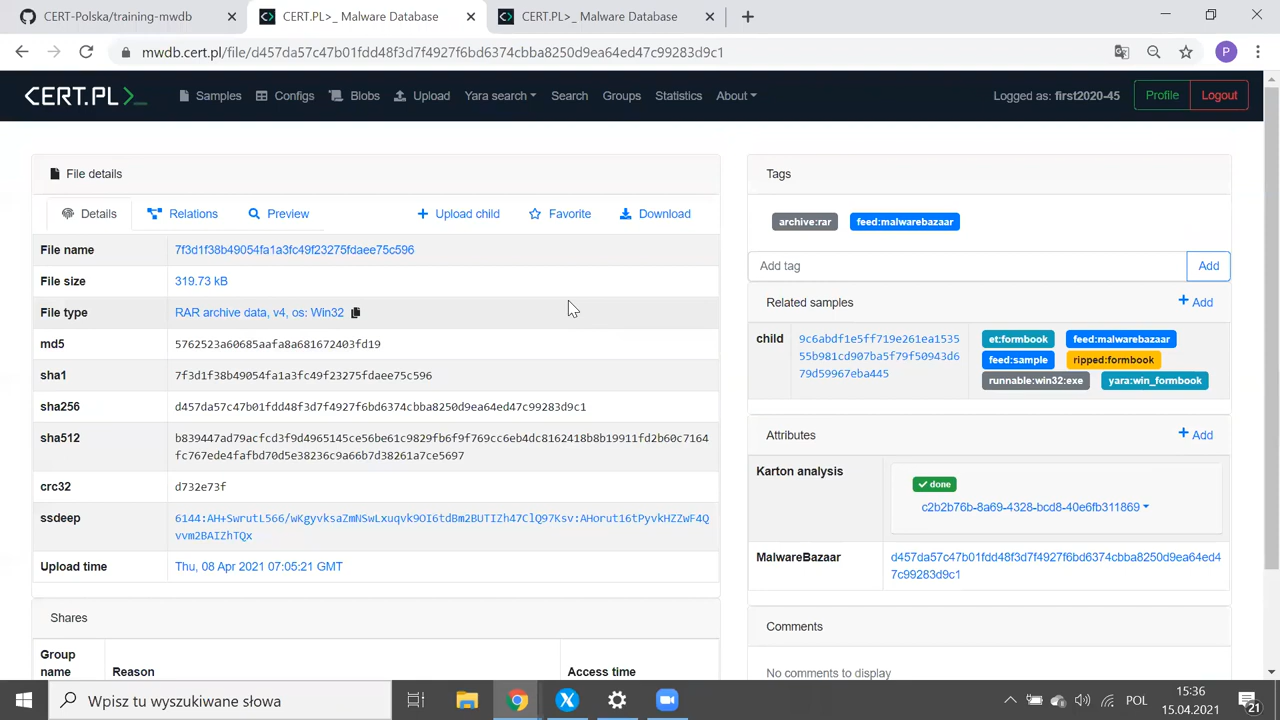 CERT-Polska/training-mwdb
CERT.PL>_ Malware Database
CERT.PL>_ Malware Database
mwdb.cert.pl/file/d457da57c47b01fdd48f3d7f4927f6bd6374cbba8250d9ea64ed47c99283d9c1
P
CERT.PL>_
Samples
Configs
Blobs
Upload
Yara search
Search
Groups
Statistics
About
Logged as: first2020-45
Profile
Logout
File details
Details
Relations
Preview
Upload child
Favorite
Download
File name 7f3d1f38b49054fa1a3fc49f23275fdaee75c596
File size 319.73 kB
File type RAR archive data, v4, os: Win32
md5 5762523a60685aafa8a681672403fd19
sha1 7f3d1f38b49054fa1a3fc49f23275fdaee75c596
sha256 d457da57c47b01fdd48f3d7f4927f6bd6374cbba8250d9ea64ed47c99283d9c1
sha512 b839447ad79acfcd3f9d4965145ce56be61c9829fb6f9f769cc6eb4dc8162418b8b19911fd2b60c7164
fc767ede4fafbd70d5e38236c9a66b7d38261a7ce5697
crc32 d732e73f
ssdeep 6144:AH+SwrutL566/wKgyvksaZmNSwLxuqvk9OI6tdBm2BUTIZh47ClQ97Ksv:AHorut16tPyvkHZZwF4Q
vvm2BAIZhTQx
Upload time Thu, 08 Apr 2021 07:05:21 GMT
Shares
Group
name Reason Access time
Tags
archive:rar feed:malwarebazaar
Add tag Add
Related samples + Add
child 9c6abdf1e5ff719e261ea1535
55b981cd907ba5f79f50943d6
79d59967eba445
et:formbook feed:malwarebazaar
feed:sample ripped:formbook
runnable:win32:exe yara:win_formbook
Attributes + Add
Karton analysis
done
c2b2b76b-8a69-4328-bcd8-40e6fb311869
MalwareBazaar d457da57c47b01fdd48f3d7f4927f6bd6374cbba8250d9ea64ed4
7c99283d9c1
Comments
No comments to display
Wpisz tu wyszukiwane słowa
POL
15:36
15.04.2021
21